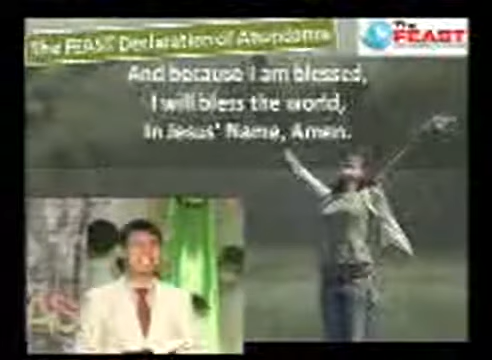 The FEAST Declaration of Abundance
The FEAST
And because I am blessed,
I will bless the world,
In Jesus' Name, Amen.